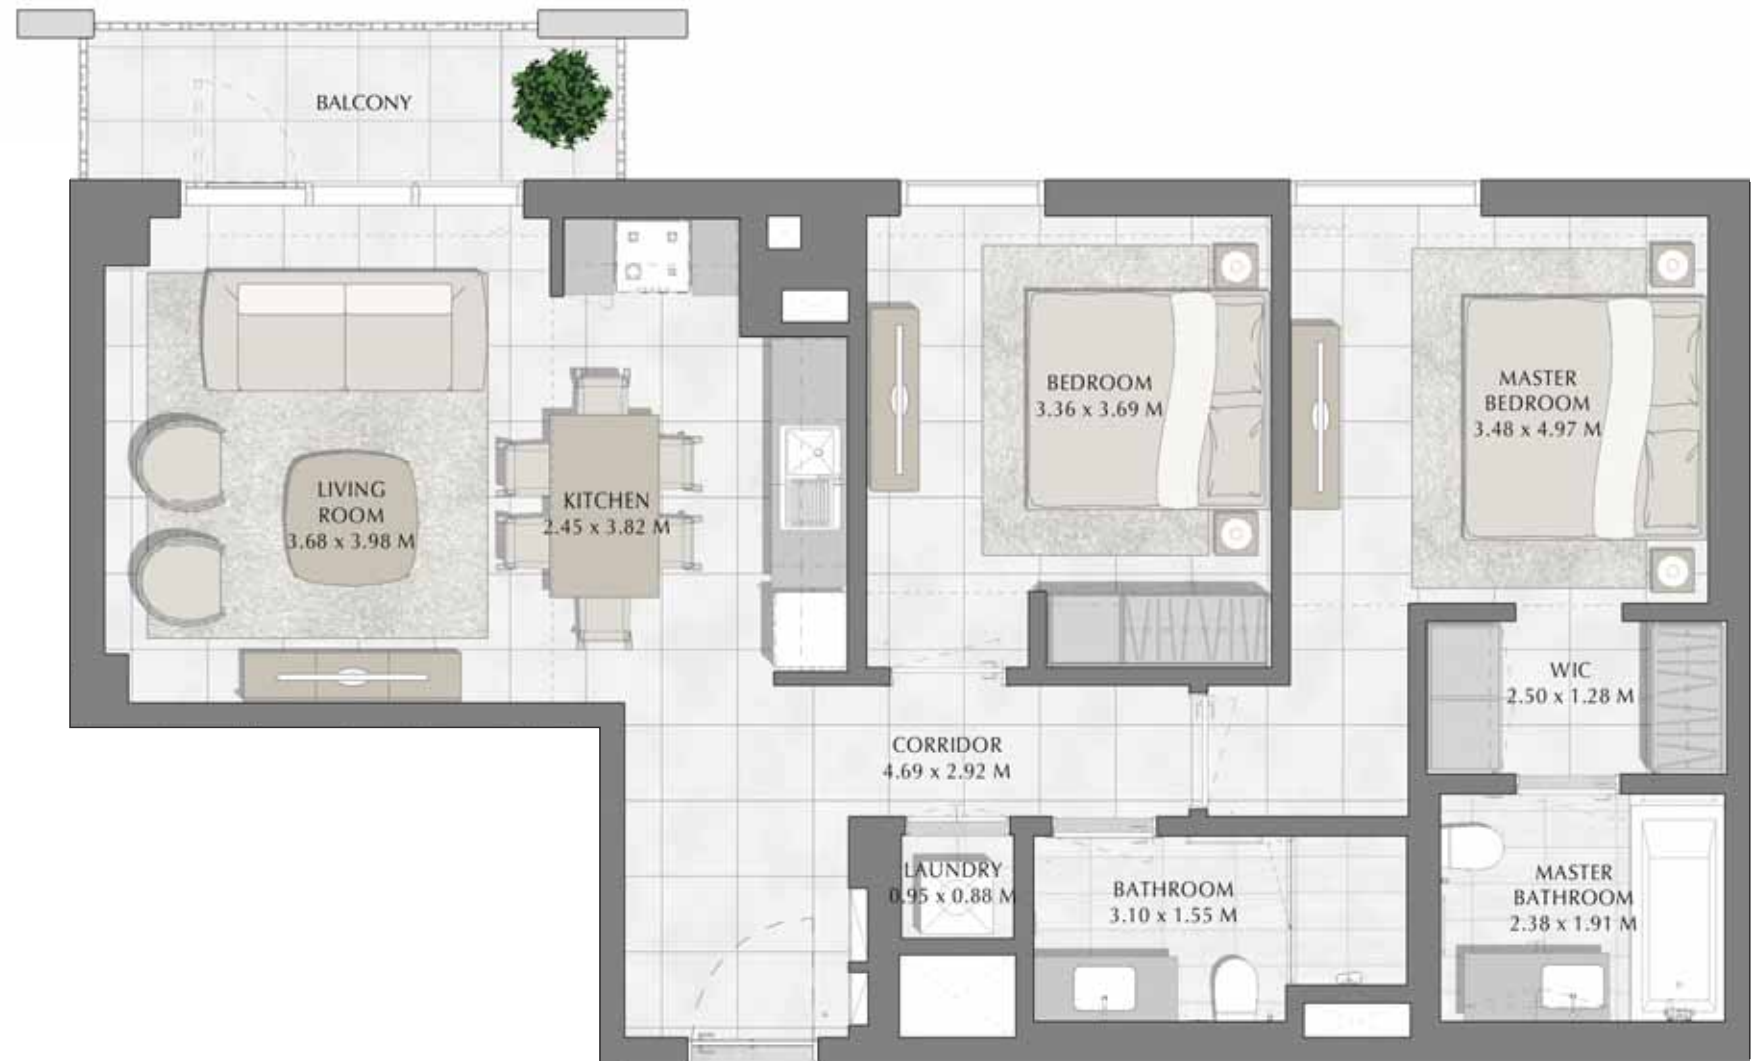 BALCONY
LIVING
ROOM
3.68 x 3.98 M
KITCHEN
2.45 x 3.82 M
BEDROOM
3.36 x 3.69 M
MASTER
BEDROOM
3.48 x 4.97 M
WIC
2.50 x 1.28 M
CORRIDOR
4.69 x 2.92 M
LAUNDRY
0.95 x 0.88 M
BATHROOM
3.10 x 1.55 M
MASTER
BATHROOM
2.38 x 1.91 M